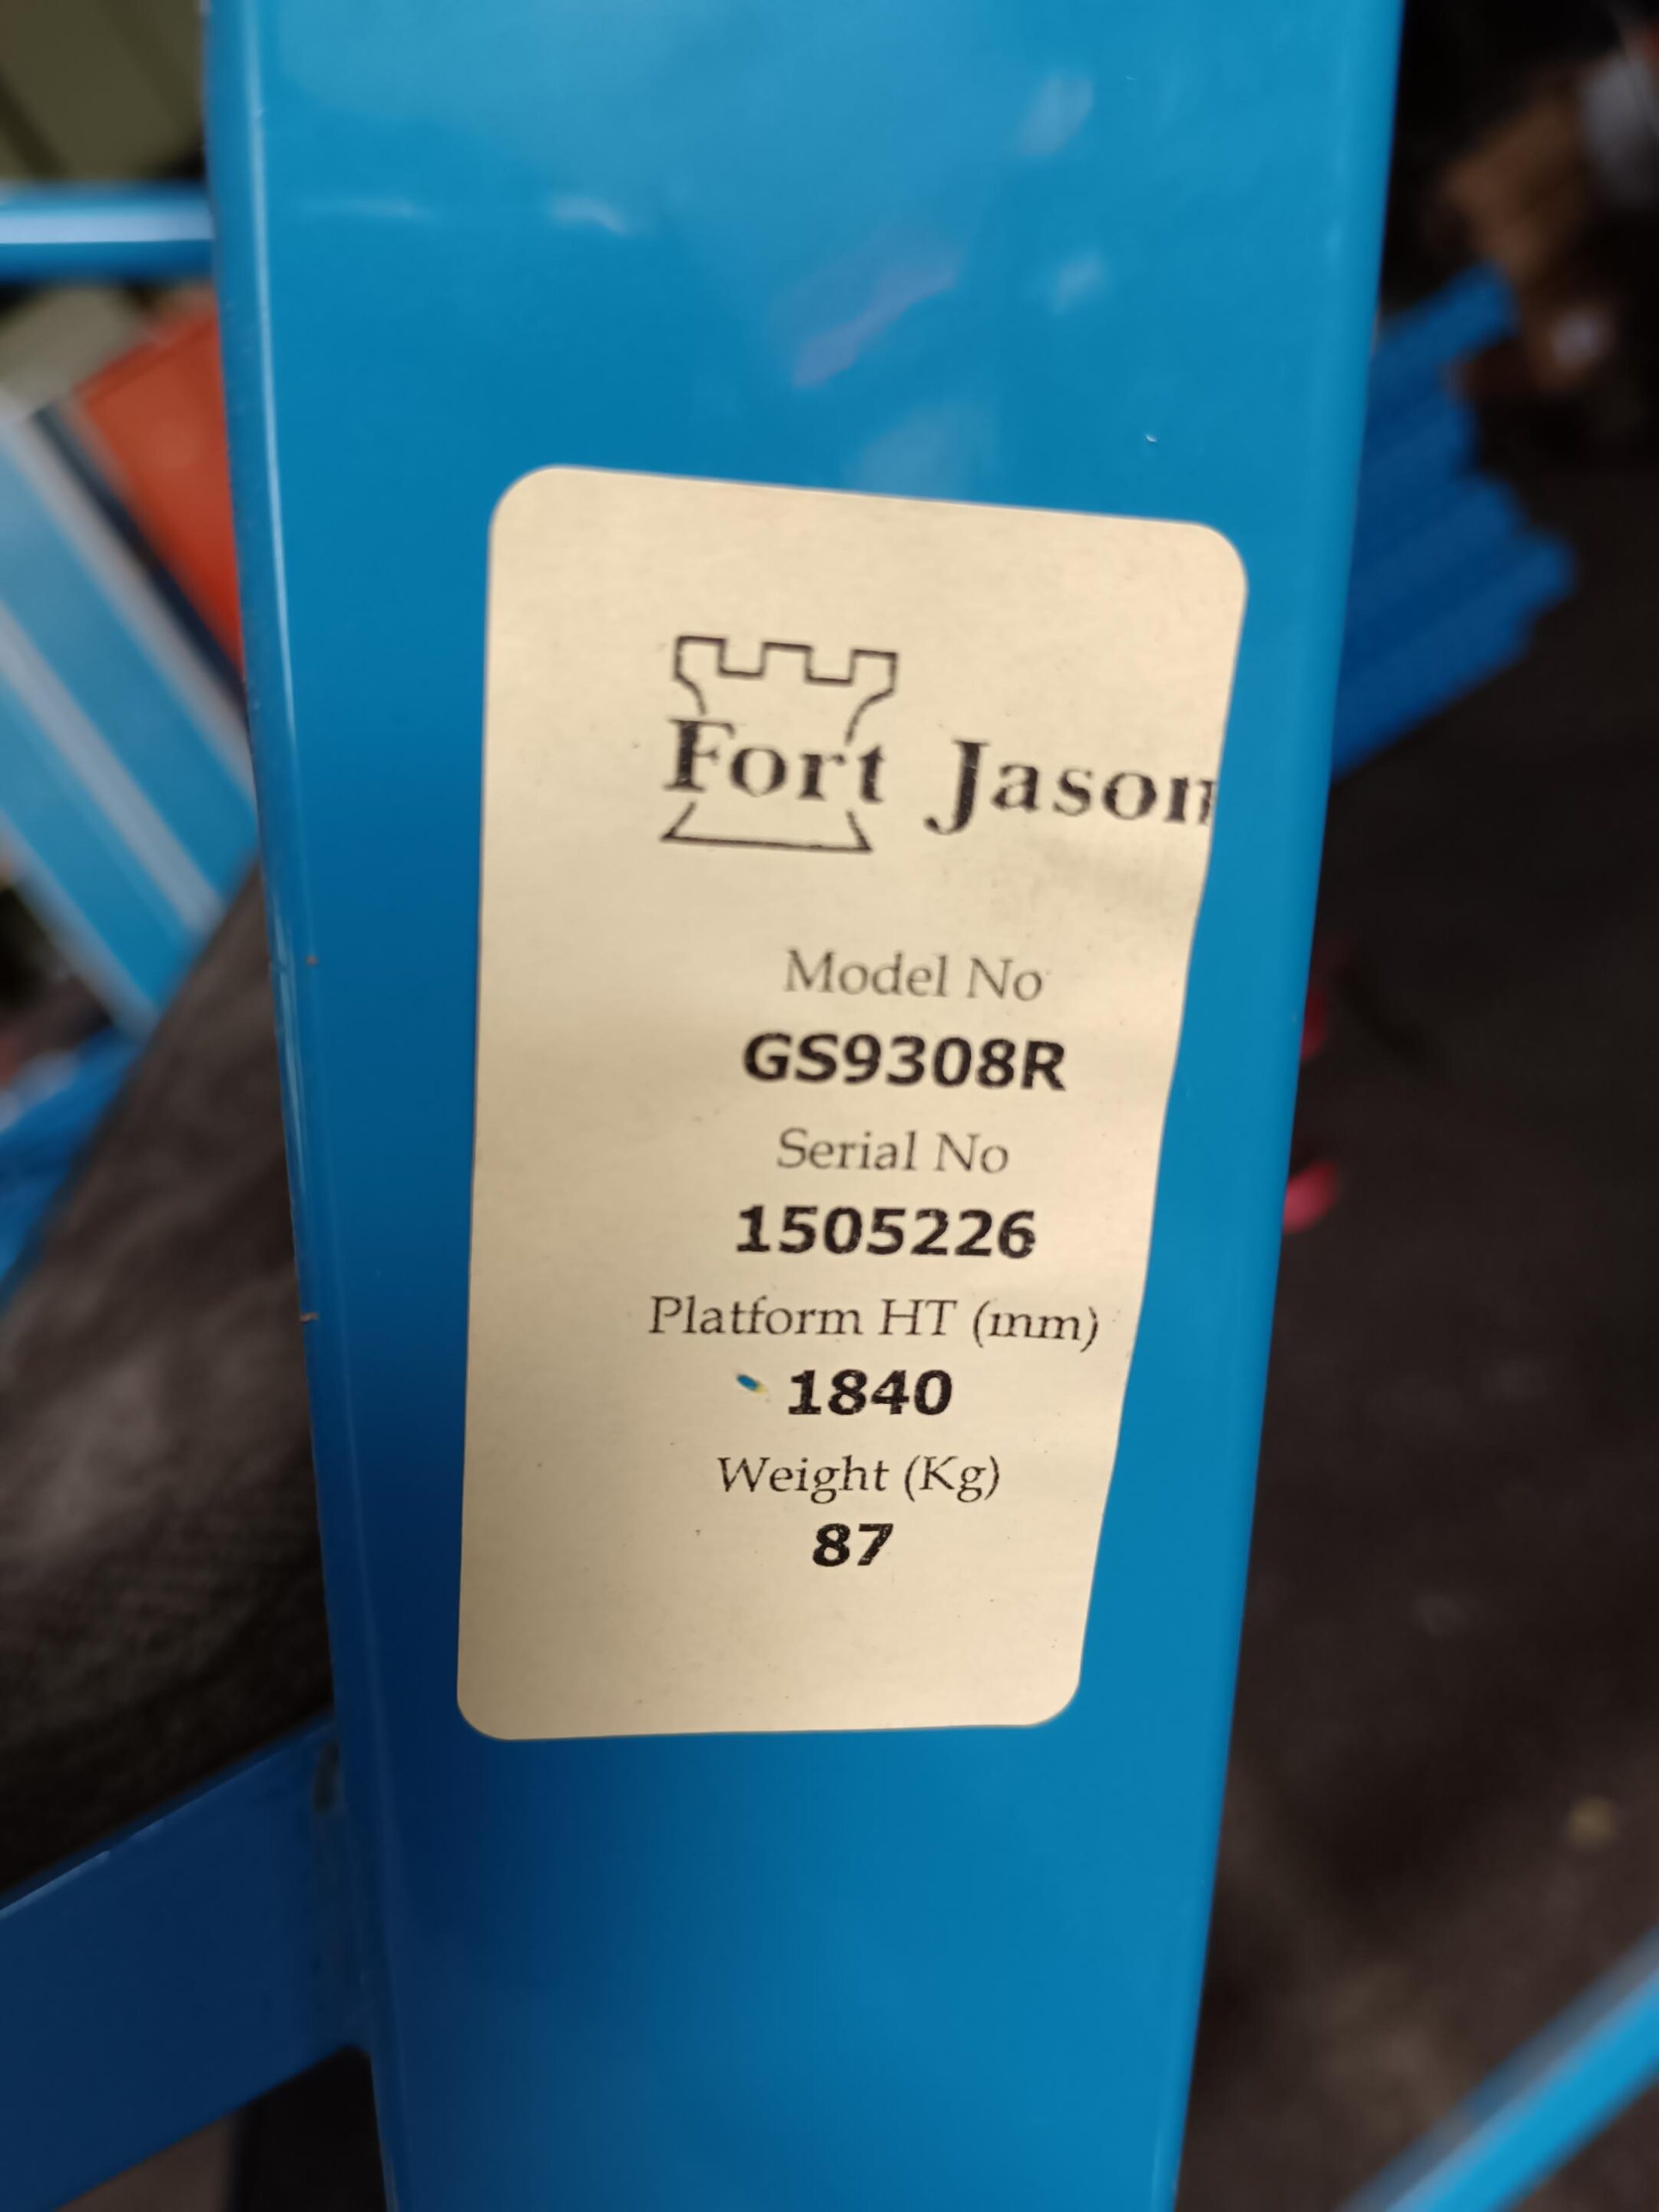 Fort Jason
Model No
GS9308R
Serial No
1505226
Platform HT (mm)
1840
Weight (Kg)
87